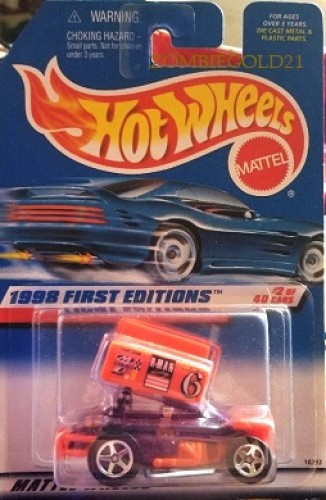 WARNING:
CHOKING HAZARD-
Small parts. Not for children
under 3 years.
FOR AGES
OVER 3 YEARS.
DIE CAST METAL &
PLASTIC PARTS.
ZOMBIEGOLD21
HOT WHEELS
MATTEL
®
1998 FIRST EDITIONS™
#2 OF
40 CARS
6